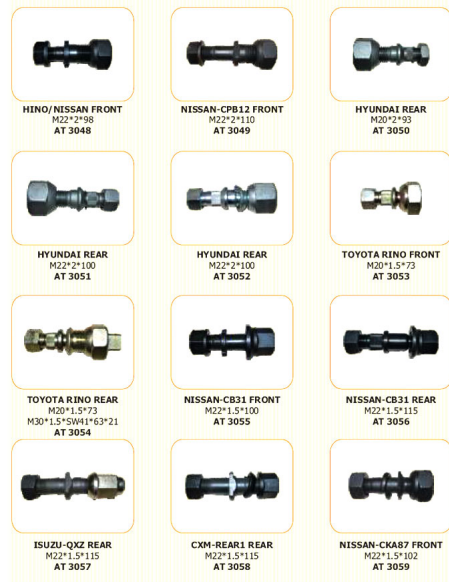 HINO/NISSAN FRONT
M22*2*98
AT 3048
NISSAN-CPB12 FRONT
M22*2*110
AT 3049
HYUNDAI REAR
M20*2*93
AT 3050
HYUNDAI REAR
M22*2*100
AT 3051
HYUNDAI REAR
M22*2*100
AT 3052
TOYOTA RINO FRONT
M20*1.5*73
AT 3053
TOYOTA RINO REAR
M20*1.5*73
M30*1.5*SW41*63*21
AT 3054
NISSAN-CB31 FRONT
M22*1.5*100
AT 3055
NISSAN-CB31 REAR
M22*1.5*115
AT 3056
ISUZU-QXZ REAR
M22*1.5*115
AT 3057
CXM-REAR1 REAR
M22*1.5*115
AT 3058
NISSAN-CKA87 FRONT
M22*1.5*102
AT 3059